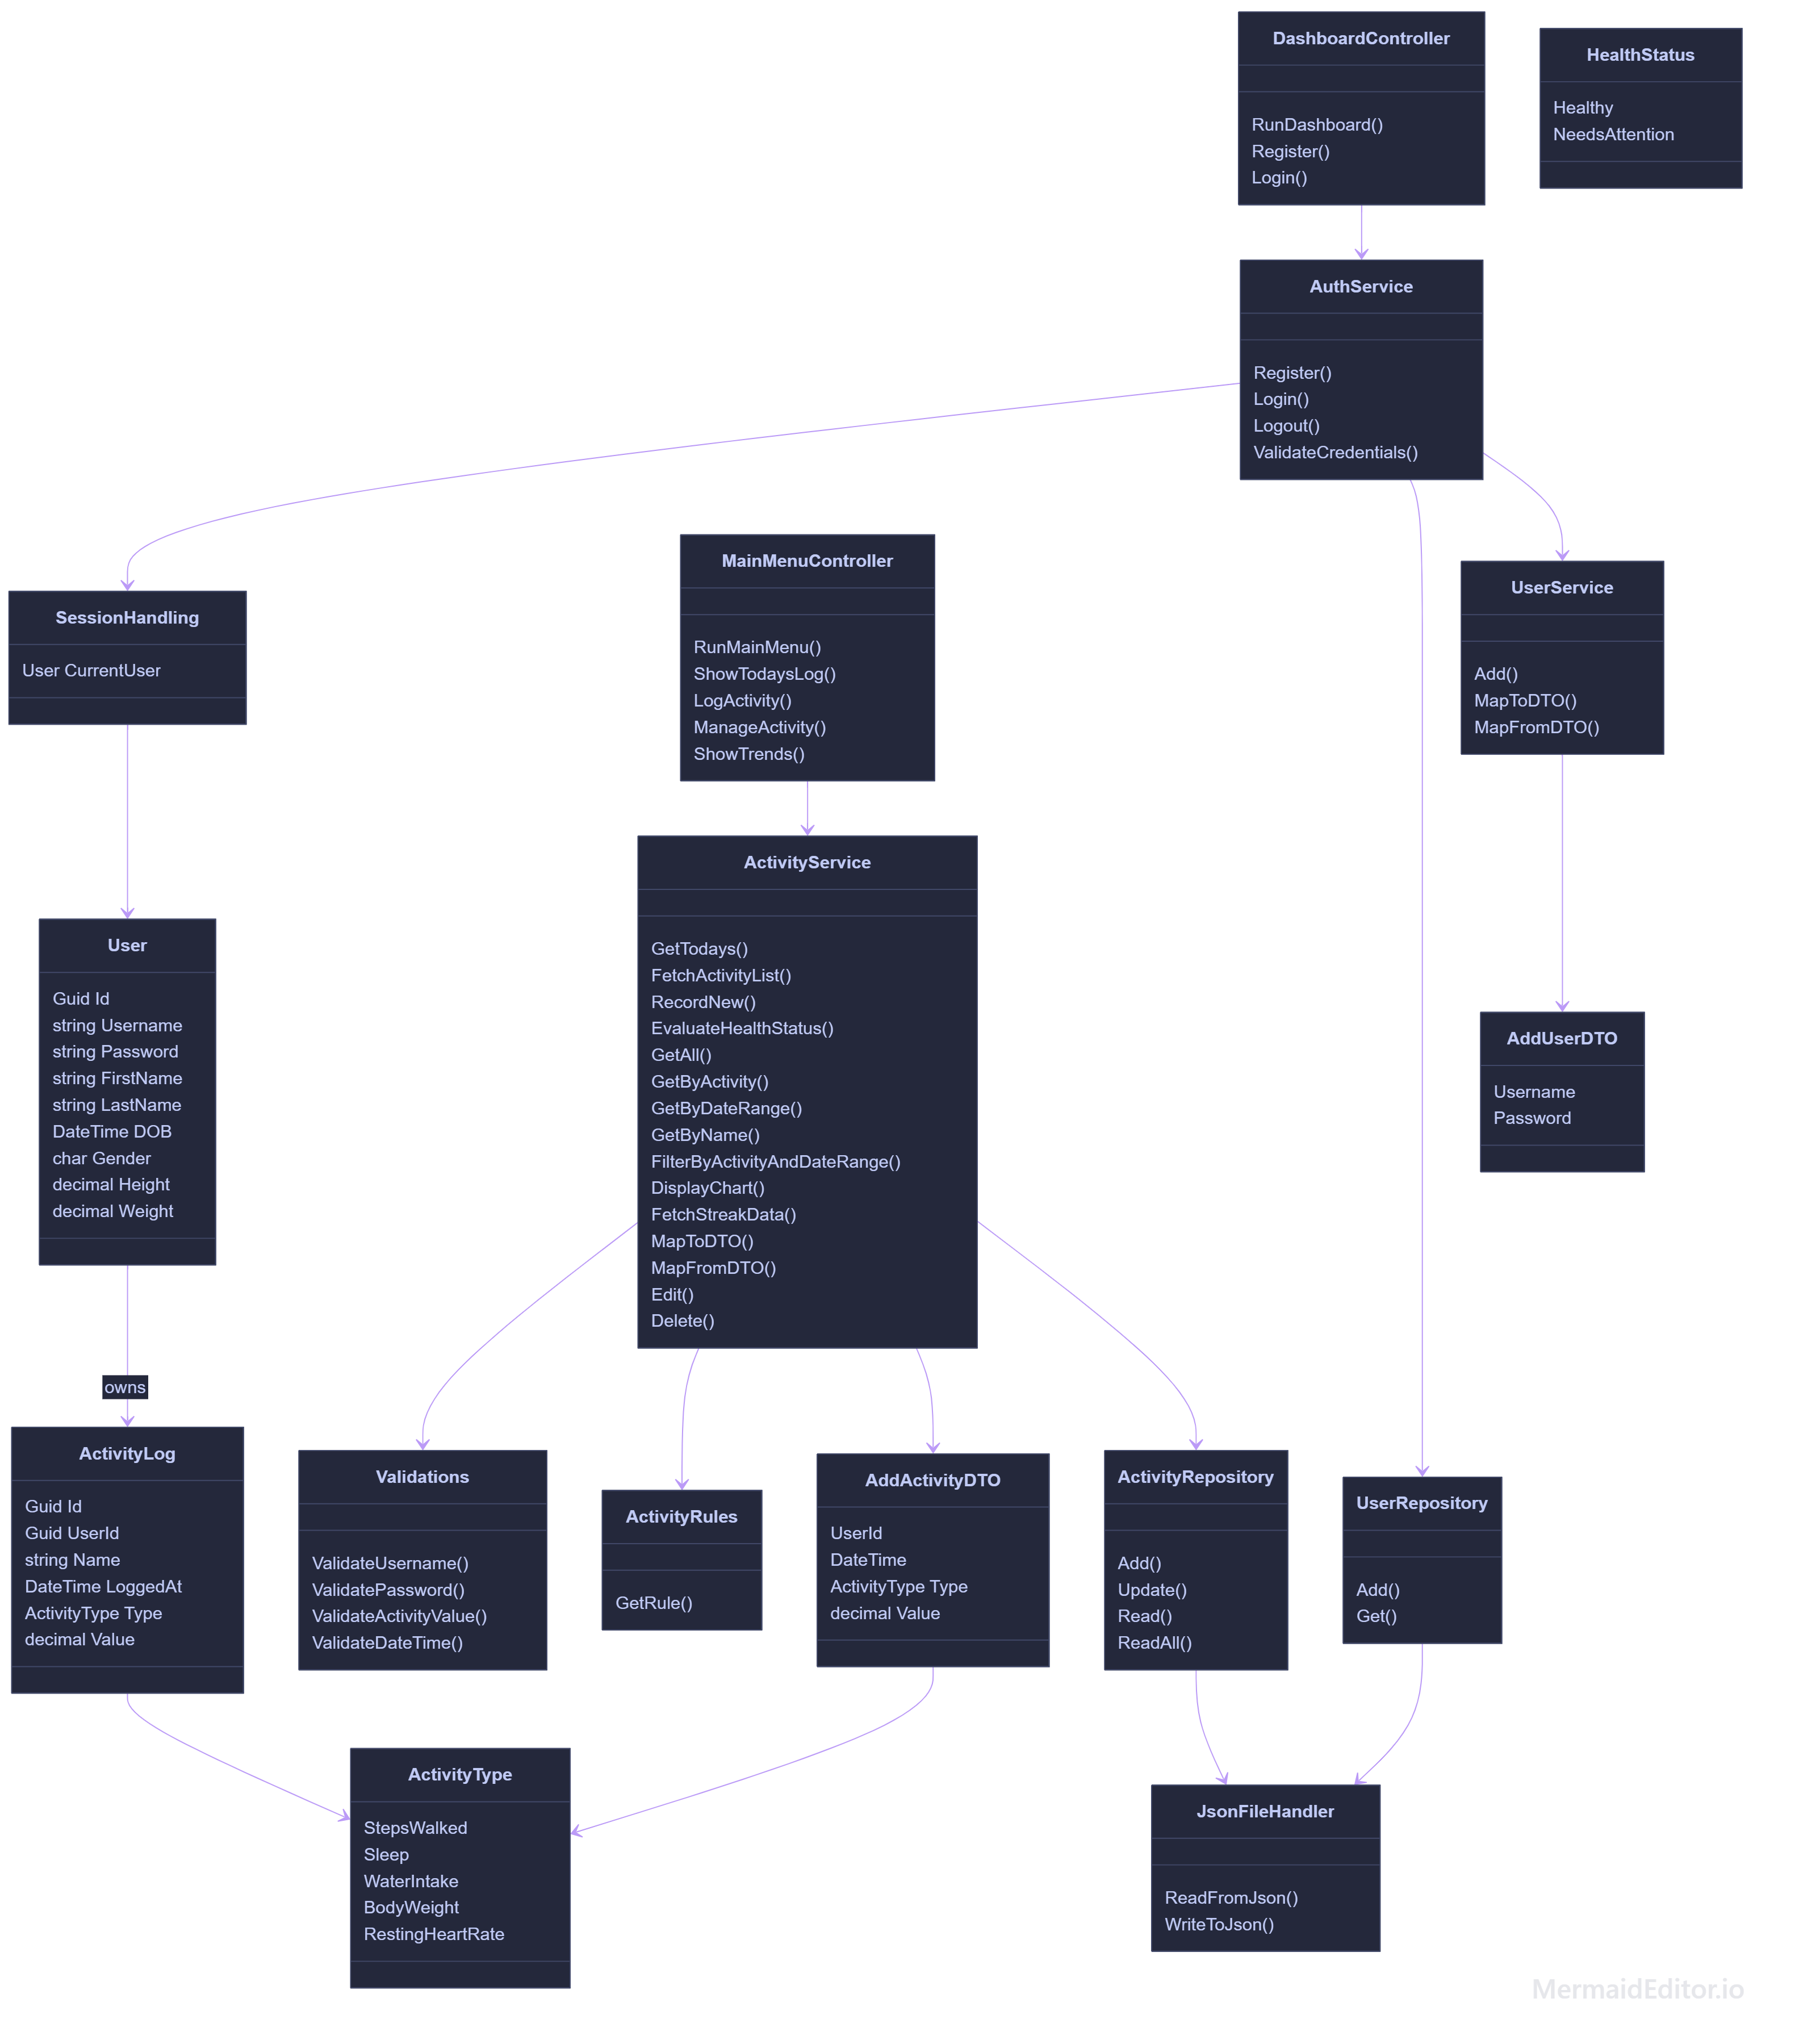 DashboardController
RunDashboard()
Register()
Login()
HealthStatus
Healthy
NeedsAttention
AuthService
Register()
Login()
Logout()
ValidateCredentials()
SessionHandling
User CurrentUser
MainMenuController
RunMainMenu()
ShowTodaysLog()
LogActivity()
ManageActivity()
ShowTrends()
UserService
Add()
MapToDTO()
MapFromDTO()
ActivityService
GetTodays()
FetchActivityList()
RecordNew()
EvaluateHealthStatus()
GetAll()
GetByActivity()
GetByDateRange()
GetByName()
FilterByActivityAndDateRange()
DisplayChart()
FetchStreakData()
MapToDTO()
MapFromDTO()
Edit()
Delete()
User
Guid Id
string Username
string Password
string FirstName
string LastName
DateTime DOB
char Gender
decimal Height
decimal Weight
AddUserDTO
Username
Password
owns
ActivityLog
Guid Id
Guid UserId
string Name
DateTime LoggedAt
ActivityType Type
decimal Value
Validations
ValidateUsername()
ValidatePassword()
ValidateActivityValue()
ValidateDateTime()
ActivityRules
GetRule()
AddActivityDTO
UserId
DateTime
ActivityType Type
decimal Value
ActivityRepository
Add()
Update()
Read()
ReadAll()
UserRepository
Add()
Get()
ActivityType
StepsWalked
Sleep
WaterIntake
BodyWeight
RestingHeartRate
JsonFileHandler
ReadFromJson()
WriteToJson()
MermaidEditor.io